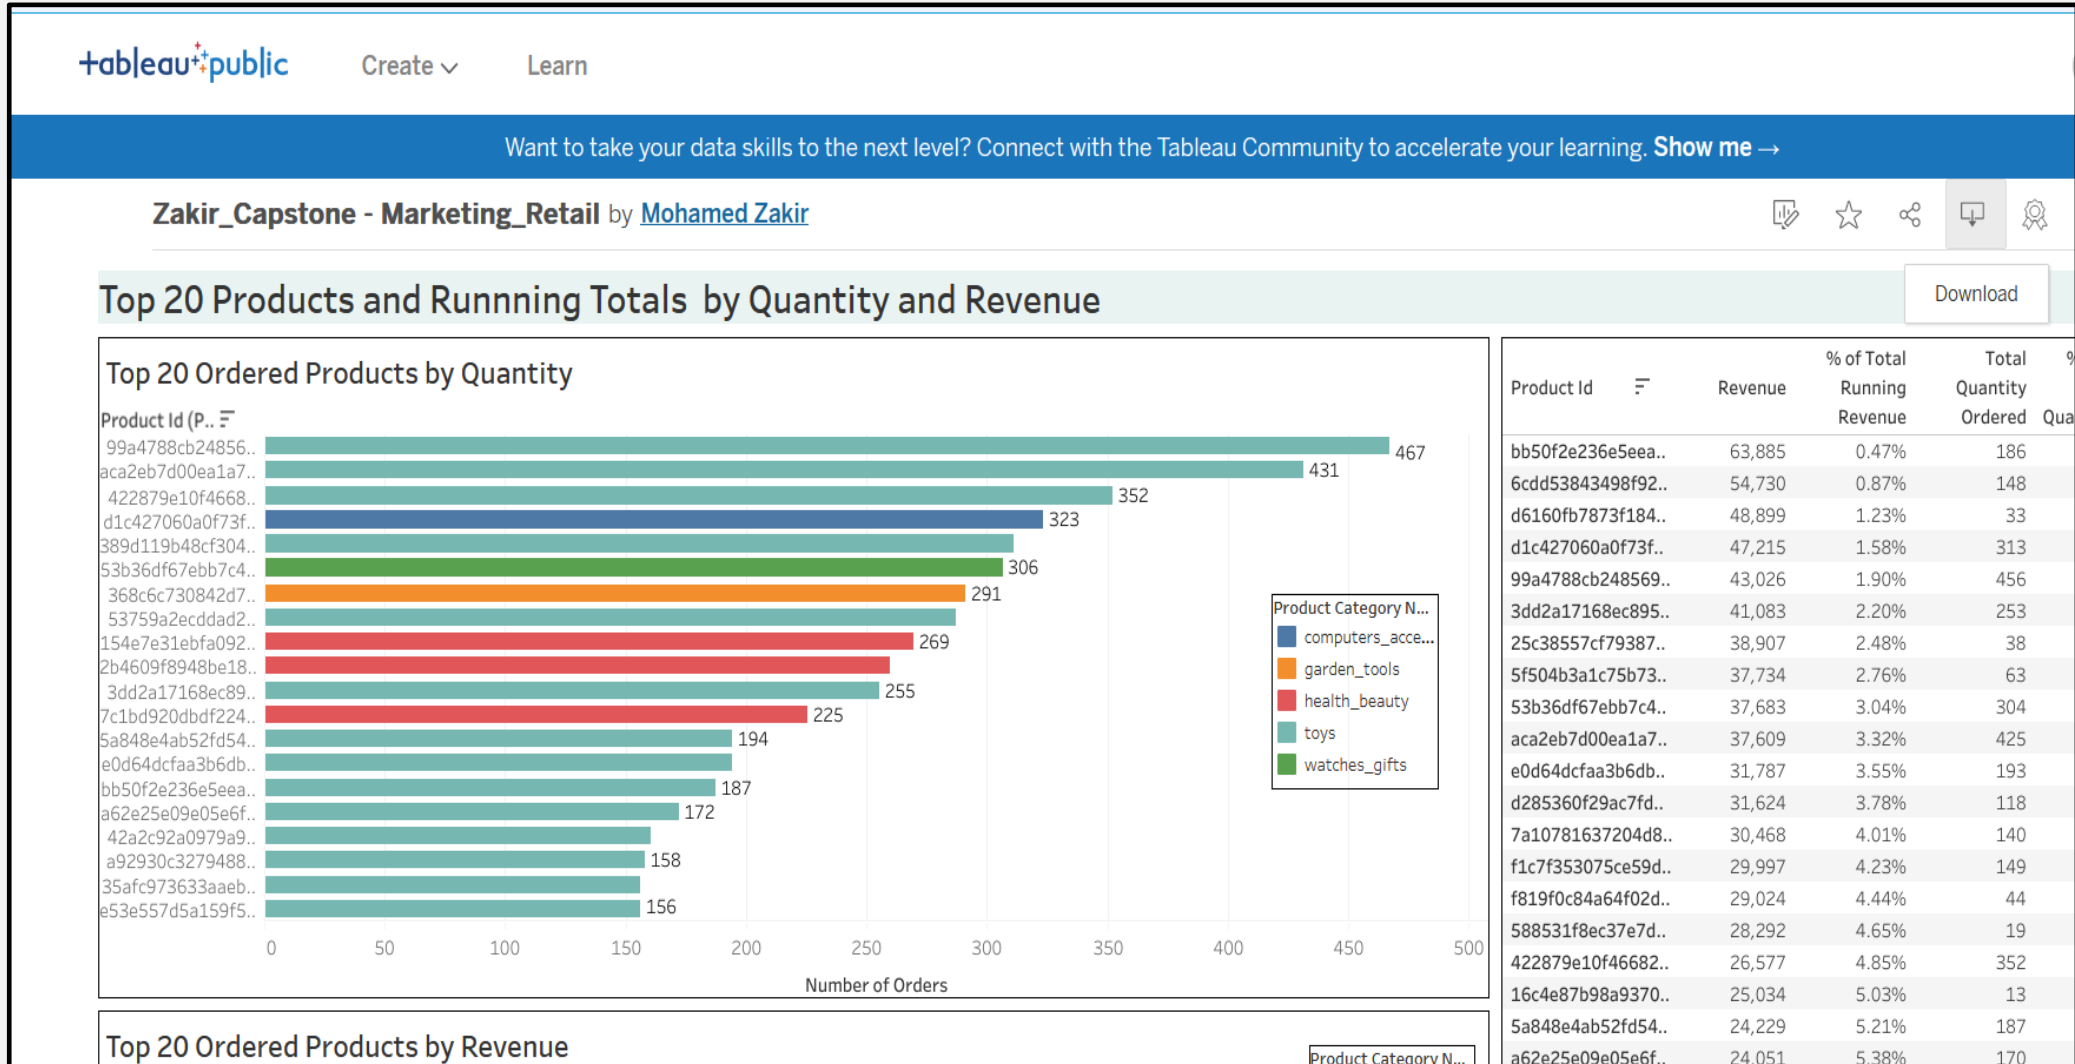 tableau public
Create
Learn
Want to take your data skills to the next level? Connect with the Tableau Community to accelerate your learning. Show me →
Zakir_Capstone - Marketing_Retail by Mohamed Zakir
Download
Top 20 Products and Runnning Totals by Quantity and Revenue
Top 20 Ordered Products by Quantity
Product Id (P..
99a4788cb24856.. 467
aca2eb7d00ea1a7.. 431
422879e10f4668.. 352
d1c427060a0f73f.. 323
389d119b48cf304..
53b36df67ebb7c4.. 306
368c6c730842d7.. 291
53759a2ecddad2..
154e7e31ebfa092.. 269
2b4609f8948be18..
3dd2a17168ec89.. 255
7c1bd920dbdf224.. 225
5a848e4ab52fd54.. 194
e0d64dcfaa3b6db..
bb50f2e236e5eea.. 187
a62e25e09e05e6f.. 172
42a2c92a0979a9..
a92930c3279488.. 158
35afc973633aaeb..
e53e557d5a159f5.. 156
0 50 100 150 200 250 300 350 400 450 500
Number of Orders
Product Category N...
computers_acce...
garden_tools
health_beauty
toys
watches_gifts
Product Id Revenue % of Total Running Revenue Total Quantity Ordered % Qua
bb50f2e236e5eea.. 63,885 0.47% 186
6cdd53843498f92.. 54,730 0.87% 148
d6160fb7873f184.. 48,899 1.23% 33
d1c427060a0f73f.. 47,215 1.58% 313
99a4788cb248569.. 43,026 1.90% 456
3dd2a17168ec895.. 41,083 2.20% 253
25c38557cf79387.. 38,907 2.48% 38
5f504b3a1c75b73.. 37,734 2.76% 63
53b36df67ebb7c4.. 37,683 3.04% 304
aca2eb7d00ea1a7.. 37,609 3.32% 425
e0d64dcfaa3b6db.. 31,787 3.55% 193
d285360f29ac7fd.. 31,624 3.78% 118
7a10781637204d8.. 30,468 4.01% 140
f1c7f353075ce59d.. 29,997 4.23% 149
f819f0c84a64f02d.. 29,024 4.44% 44
588531f8ec37e7d.. 28,292 4.65% 19
422879e10f46682.. 26,577 4.85% 352
16c4e87b98a9370.. 25,034 5.03% 13
5a848e4ab52fd54.. 24,229 5.21% 187
a62e25e09e05e6f.. 24,051 5.38% 170
Top 20 Ordered Products by Revenue
Product Category N...